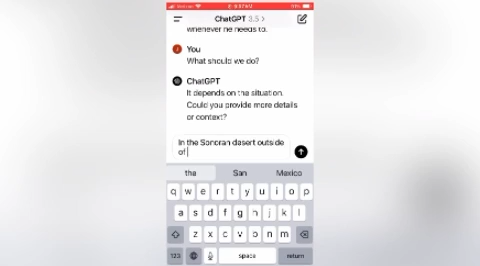 ChatGPT 3.5 >
whenever he needs to.
You
What should we do?
ChatGPT
It depends on the situation.
Could you provide more details
or context?
In the Sonoran desert outside
of
the San Mexico
q w e r t y u i o p
a s d f g h j k l
z x c v b n m
123 space return